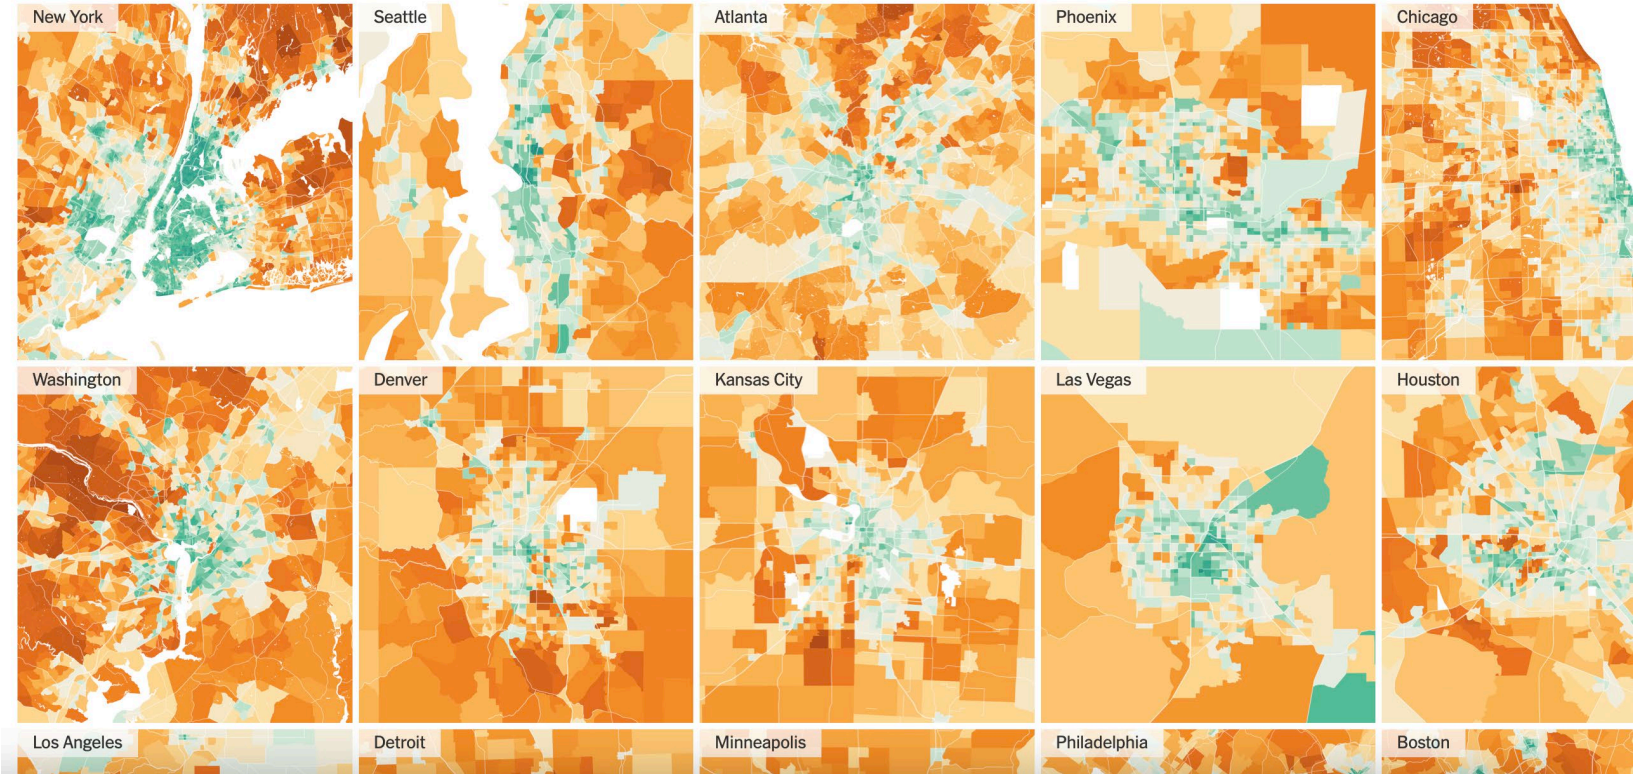 New York
Seattle
Atlanta
Phoenix
Chicago
Washington
Denver
Kansas City
Las Vegas
Houston
Los Angeles
Detroit
Minneapolis
Philadelphia
Boston